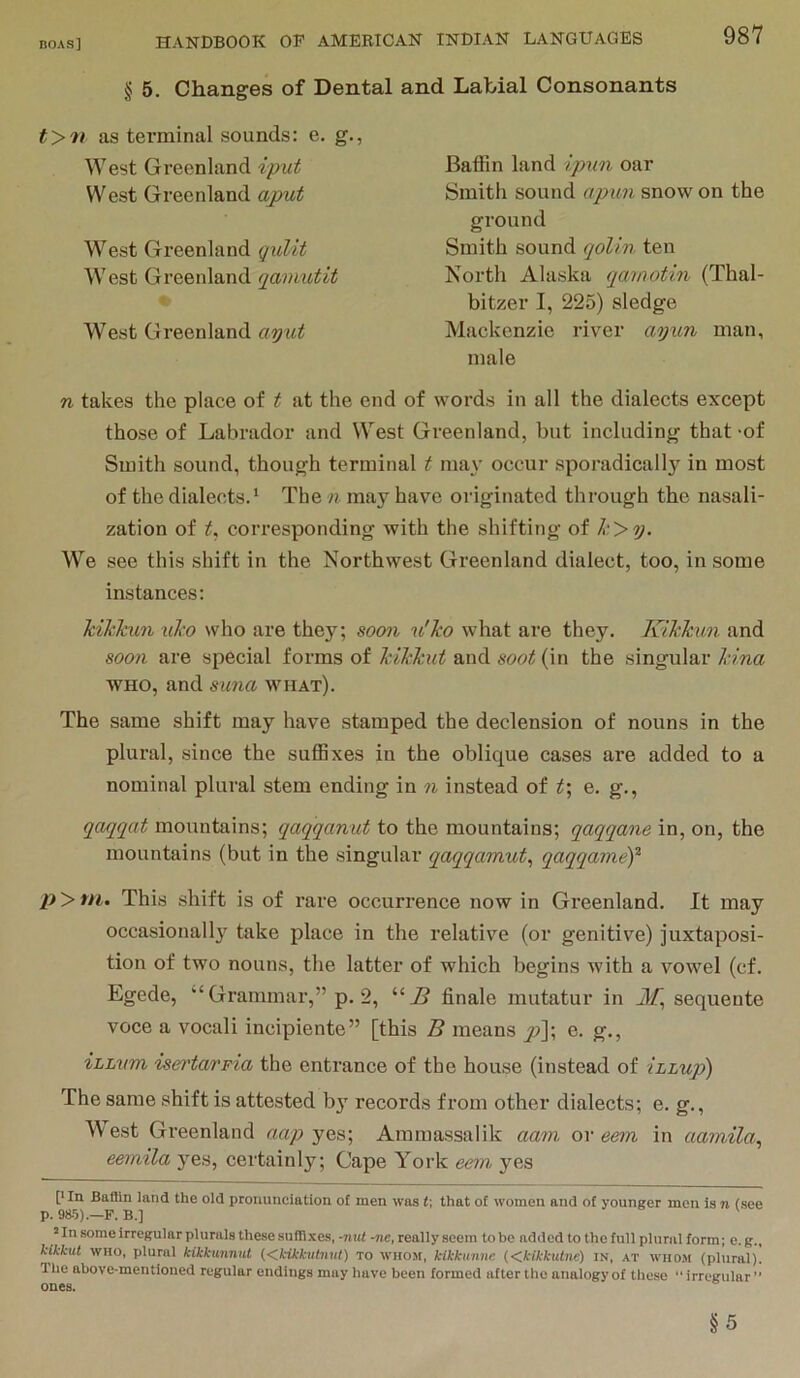 BOAS] HANDBOOK OF AMERICAN INDIAN LANGUAGES 987
§ 5. Changes of Dental and Labial Consonants
t>n as terminal sounds: e. g.,
West Greenland iput Baffin land ipun oar
West Greenland aput Smith sound apun snow on the
ground
West Greenland qulit Smith sound qolin ten
West Greenland qamutit North Alaska qamotin (Thal-
bitzer I, 225) sledge
West Greenland aŋut Mackenzie river aŋun man,
male
n takes the place of t at the end of words in all the dialects except
those of Labrador and West Greenland, but including that of
Smith sound, though terminal t may occur sporadically in most
of the dialects.¹ The n may have originated through the nasali-
zation of t, corresponding with the shifting of k>ŋ.
We see this shift in the Northwest Greenland dialect, too, in some
instances:
kikkun uko who are they; soon u'ko what are they. Kikkun and
soon are special forms of kikkut and soot (in the singular kina
WHO, and suna WHAT).
The same shift may have stamped the declension of nouns in the
plural, since the suffixes in the oblique cases are added to a
nominal plural stem ending in n instead of t; e. g.,
qaqqat mountains; qaqqanut to the mountains; qaqqane in, on, the
mountains (but in the singular qaqqamut, qaqqame)²
p>m. This shift is of rare occurrence now in Greenland. It may
occasionally take place in the relative (or genitive) juxtaposi-
tion of two nouns, the latter of which begins with a vowel (cf.
Egede, “Grammar,” p. 2, “B finale mutatur in M, sequente
voce a vocali incipiente” [this B means p]; e. g.,
iʟʟum isertarꜰia the entrance of the house (instead of iʟʟup)
The same shift is attested by records from other dialects; e. g.,
West Greenland aap yes; Ammassalik aam or eem in aamila,
eemila yes, certainly; Cape York eem yes
[¹ In Baffin land the old pronunciation of men was t; that of women and of younger men is n (see
p. 985).—F. B.]
² In some irregular plurals these suffixes, -nut -ne, really seem to be added to the full plural form; e. g.,
kikkut WHO, plural kikkunnut (<kikkutnut) TO WHOM, kikkunne (<kikkutne) IN, AT WHOM (plural).
The above-mentioned regular endings may have been formed after the analogy of these “irregular”
ones.
§ 5